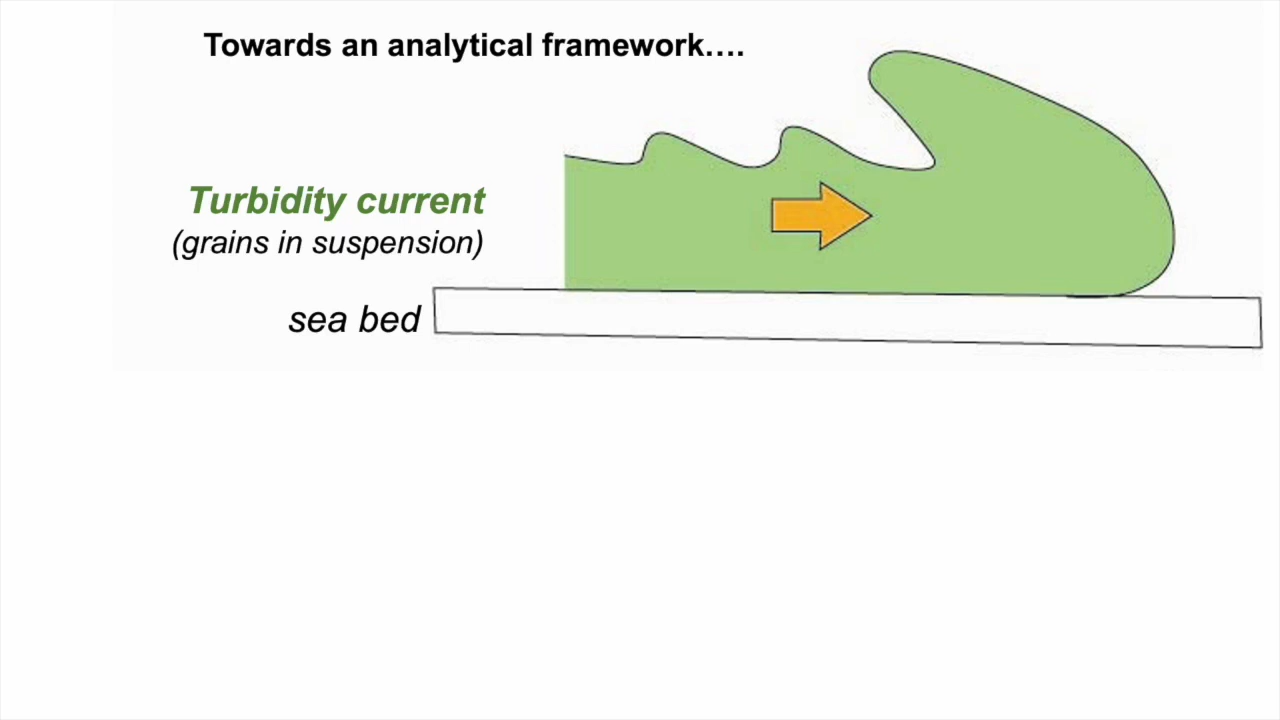 Towards an analytical framework….
Turbidity current
(grains in suspension)
sea bed